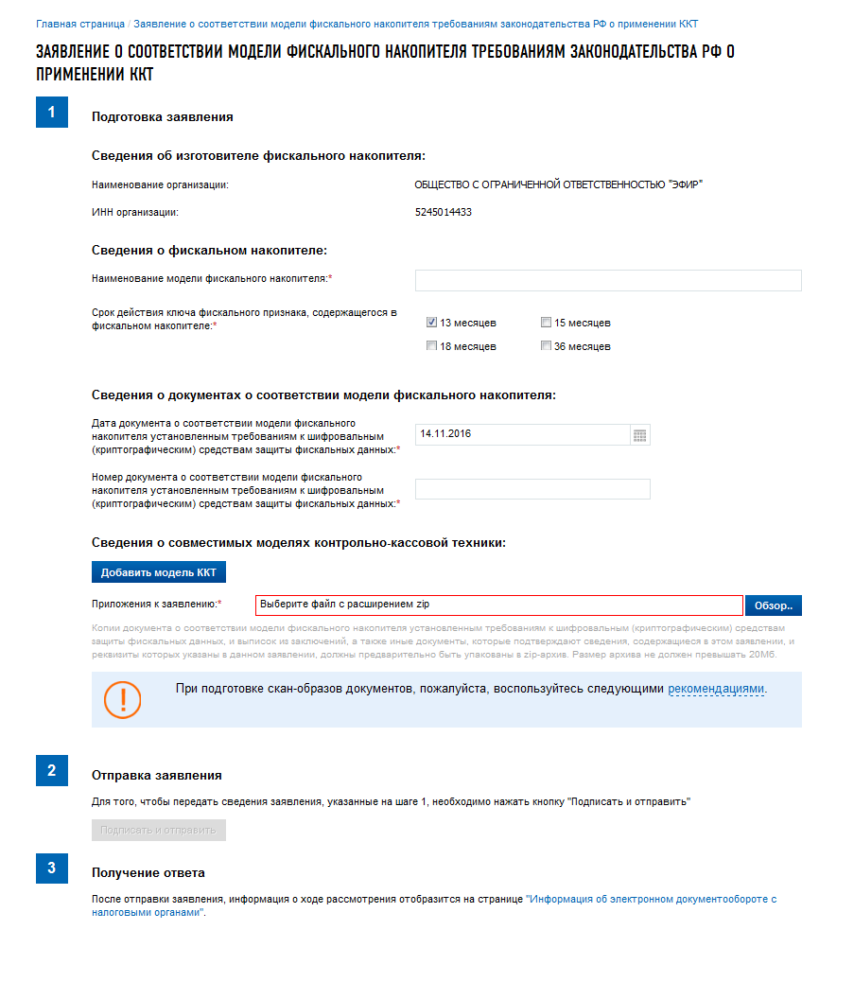 Главная страница / Заявление о соответствии модели фискального накопителя требованиям законодательства РФ о применении ККТ
ЗАЯВЛЕНИЕ О СООТВЕТСТВИИ МОДЕЛИ ФИСКАЛЬНОГО НАКОПИТЕЛЯ ТРЕБОВАНИЯМ ЗАКОНОДАТЕЛЬСТВА РФ О
ПРИМЕНЕНИИ ККТ
1
Подготовка заявления
Сведения об изготовителе фискального накопителя:
Наименование организации: ОБЩЕСТВО С ОГРАНИЧЕННОЙ ОТВЕТСТВЕННОСТЬЮ "ЭФИР"
ИНН организации: 5245014433
Сведения о фискальном накопителе:
Наименование модели фискального накопителя:*
Срок действия ключа фискального признака, содержащегося в
фискальном накопителе:*
13 месяцев 15 месяцев
18 месяцев 36 месяцев
Сведения о документах о соответствии модели фискального накопителя:
Дата документа о соответствии модели фискального
накопителя установленным требованиям к шифровальным
(криптографическим) средствам защиты фискальных данных:*
14.11.2016
Номер документа о соответствии модели фискального
накопителя установленным требованиям к шифровальным
(криптографическим) средствам защиты фискальных данных:*
Сведения о совместимых моделях контрольно-кассовой техники:
Добавить модель ККТ
Приложения к заявлению:* Выберите файл с расширением zip Обзор..
Копии документа о соответствии модели фискального накопителя установленным требованиям к шифровальным (криптографическим) средствам
защиты фискальных данных, и выписок из заключений, а также иные документы, которые подтверждают сведения, содержащиеся в этом заявлении, и
реквизиты которых указаны в данном заявлении, должны предварительно быть упакованы в zip-архив. Размер архива не должен превышать 20Мб.
При подготовке скан-образов документов, пожалуйста, воспользуйтесь следующими рекомендациями.
2
Отправка заявления
Для того, чтобы передать сведения заявления, указанные на шаге 1, необходимо нажать кнопку "Подписать и отправить"
Подписать и отправить
3
Получение ответа
После отправки заявления, информация о ходе рассмотрения отобразится на странице "Информация об электронном документообороте с
налоговыми органами".